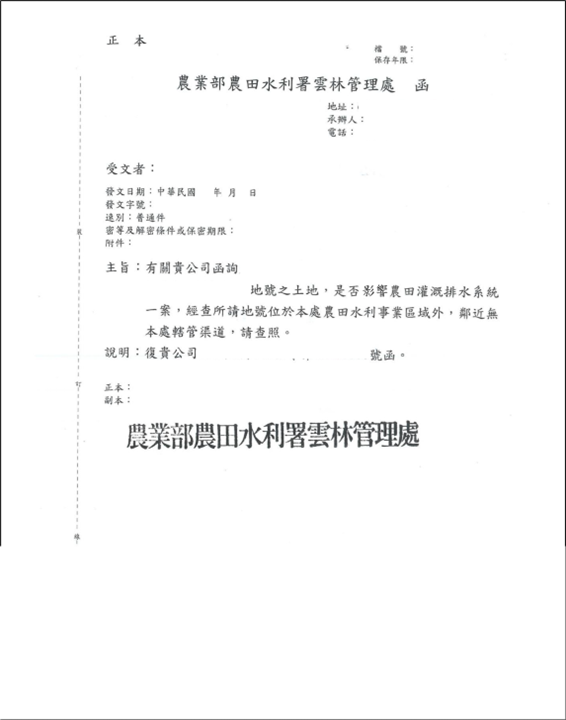 正 本
檔 號：
保存年限：
農業部農田水利署雲林管理處 函
地址：
承辦人：
電話：
受文者：
發文日期：中華民國 年 月 日
發文字號：
速別：普通件
密等及解密條件或保密期限：
附件：
主旨：有關貴公司函詢
地號之土地，是否影響農田灌溉排水系統
一案，經查所請地號位於本處農田水利事業區域外，鄰近無
本處轄管渠道，請查照。
說明：復貴公司 號函。
正本：
副本：
農業部農田水利署雲林管理處
裝
訂
線